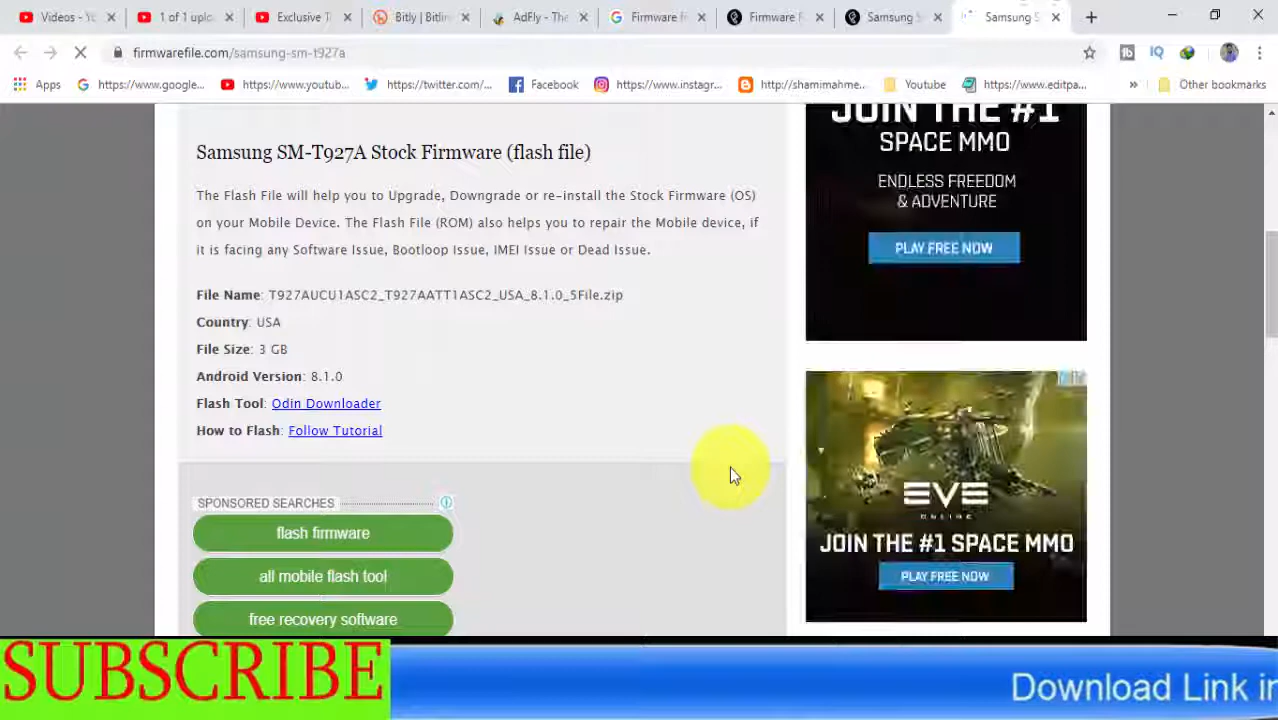 Videos - Yo
1 of 1 uplo
Exclusive T
Bitly | Bitlin
AdFly - The
Firmware F
Samsung S
Samsung S
firmwarefile.com/samsung-sm-t927a
Apps
https://www.google...
https://www.youtub...
https://twitter.com/...
Facebook
https://www.instagr...
http://shamimahme...
Youtube
https://www.editpa...
»
Other bookmarks
Samsung SM-T927A Stock Firmware (flash file)
The Flash File will help you to Upgrade, Downgrade or re-install the Stock Firmware (OS)
on your Mobile Device. The Flash File (ROM) also helps you to repair the Mobile device, if
it is facing any Software Issue, Bootloop Issue, IMEI Issue or Dead Issue.
File Name: T927AUCU1ASC2_T927AATT1ASC2_USA_8.1.0_5File.zip
Country: USA
File Size: 3 GB
Android Version: 8.1.0
Flash Tool: Odin Downloader
How to Flash: Follow Tutorial
SPONSORED SEARCHES
flash firmware
all mobile flash tool
free recovery software
JOIN THE #1
SPACE MMO
ENDLESS FREEDOM
& ADVENTURE
PLAY FREE NOW
EVE
ONLINE
JOIN THE #1 SPACE MMO
PLAY FREE NOW
SUBSCRIBE
Download Link in